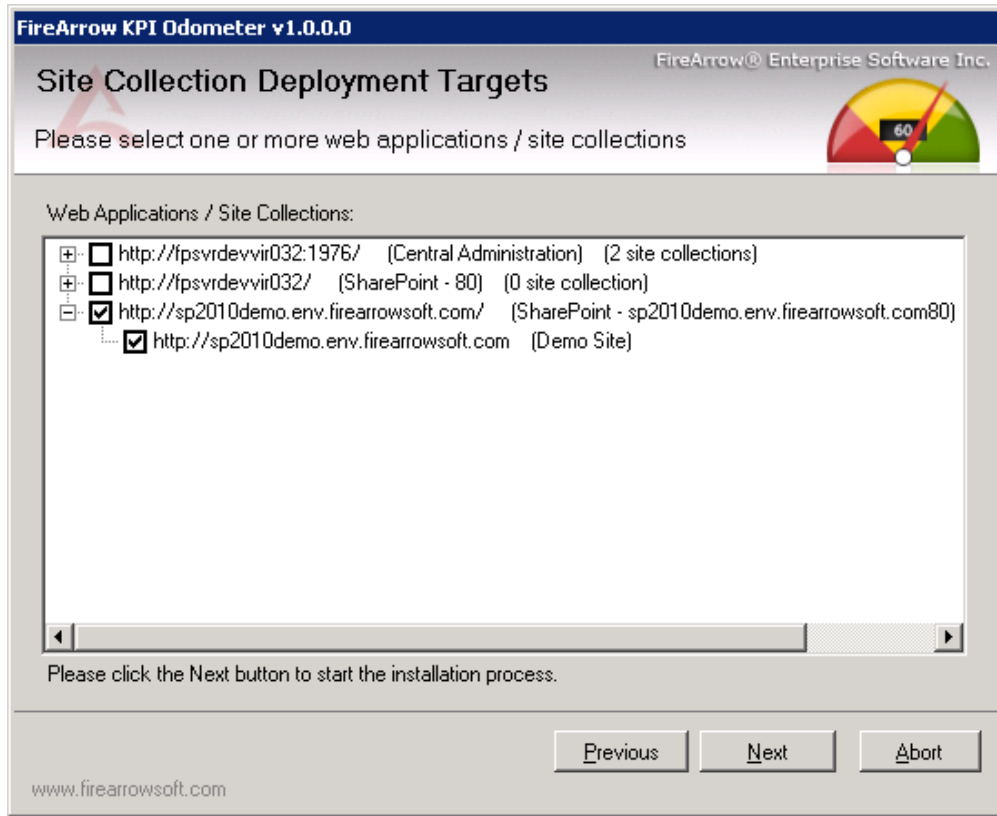 FireArrow KPI Odometer v1.0.0.0
FireArrow® Enterprise Software Inc.
Site Collection Deployment Targets
Please select one or more web applications / site collections
60
Web Applications / Site Collections:
http://fpsvrdevvir032:1976/ (Central Administration) (2 site collections)
http://fpsvrdevvir032/ (SharePoint - 80) (0 site collection)
http://sp2010demo.env.firearrowsoft.com/ (SharePoint - sp2010demo.env.firearrowsoft.com80)
http://sp2010demo.env.firearrowsoft.com (Demo Site)
Please click the Next button to start the installation process.
Previous Next Abort
www.firearrowsoft.com